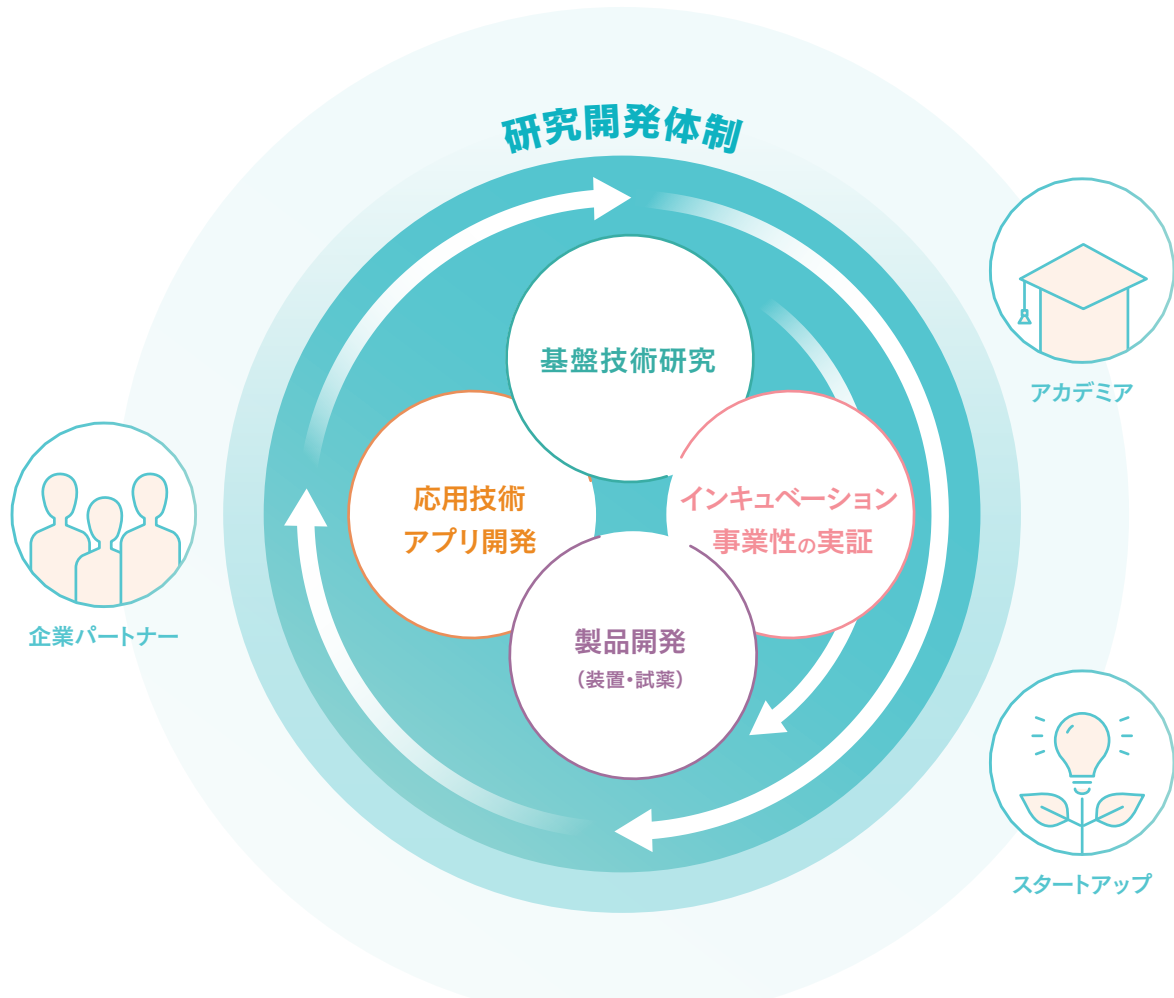 研究開発体制
基盤技術研究
応用技術
アプリ開発
インキュベーション
事業性の実証
製品開発
（装置・試薬）
アカデミア
企業パートナー
スタートアップ